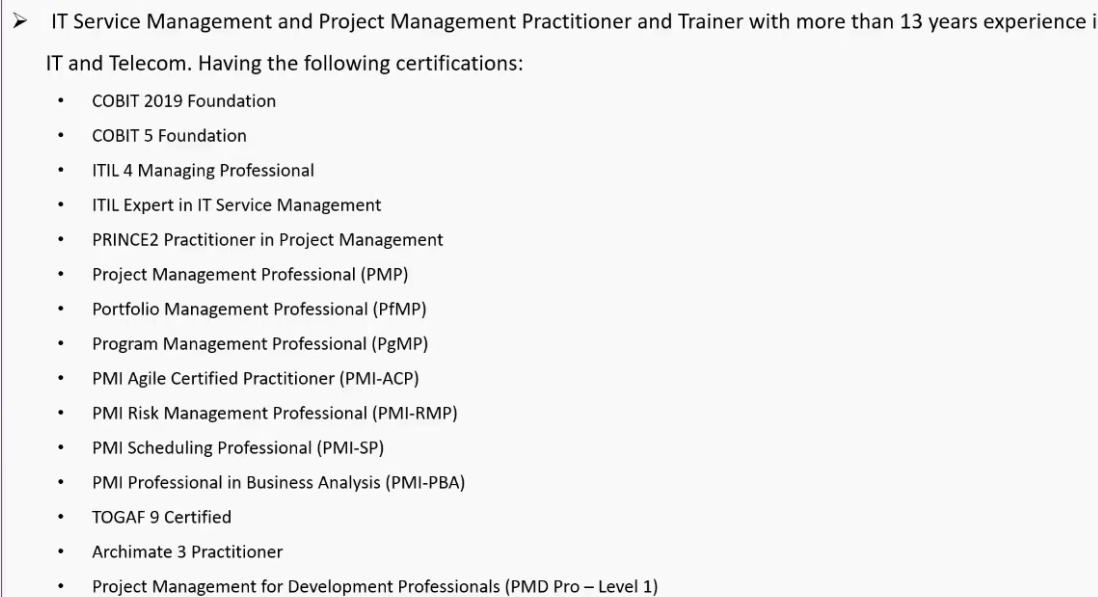 ➤ IT Service Management and Project Management Practitioner and Trainer with more than 13 years experience i
IT and Telecom. Having the following certifications:
• COBIT 2019 Foundation
• COBIT 5 Foundation
• ITIL 4 Managing Professional
• ITIL Expert in IT Service Management
• PRINCE2 Practitioner in Project Management
• Project Management Professional (PMP)
• Portfolio Management Professional (PfMP)
• Program Management Professional (PgMP)
• PMI Agile Certified Practitioner (PMI-ACP)
• PMI Risk Management Professional (PMI-RMP)
• PMI Scheduling Professional (PMI-SP)
• PMI Professional in Business Analysis (PMI-PBA)
• TOGAF 9 Certified
• Archimate 3 Practitioner
• Project Management for Development Professionals (PMD Pro – Level 1)